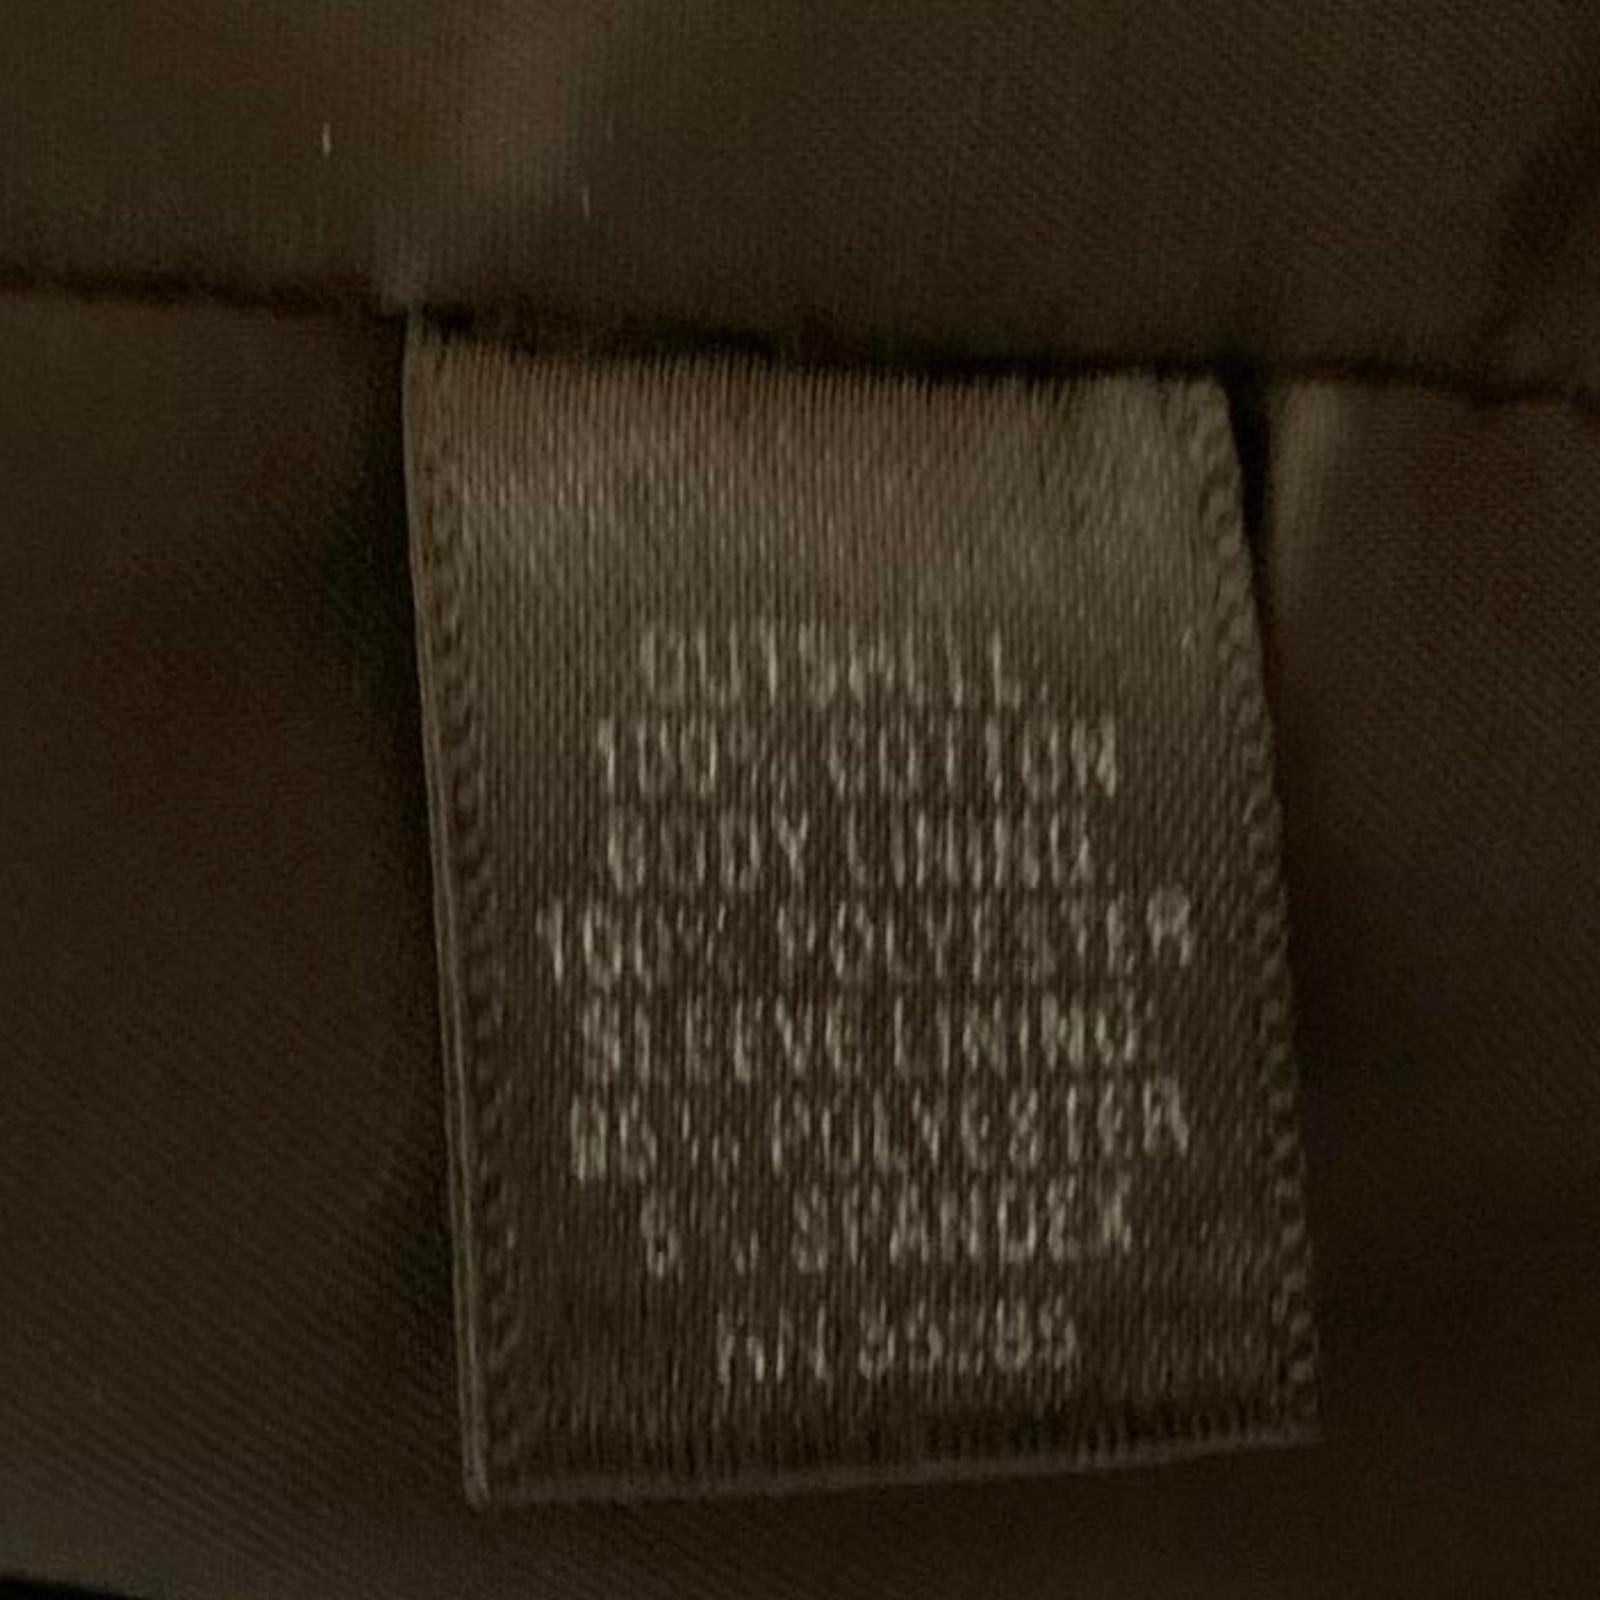 OUTSHELL
100% COTTON
BODY LINING
100% POLYESTER
SLEEVE LINING
95% POLYESTER
5% SPANDEX